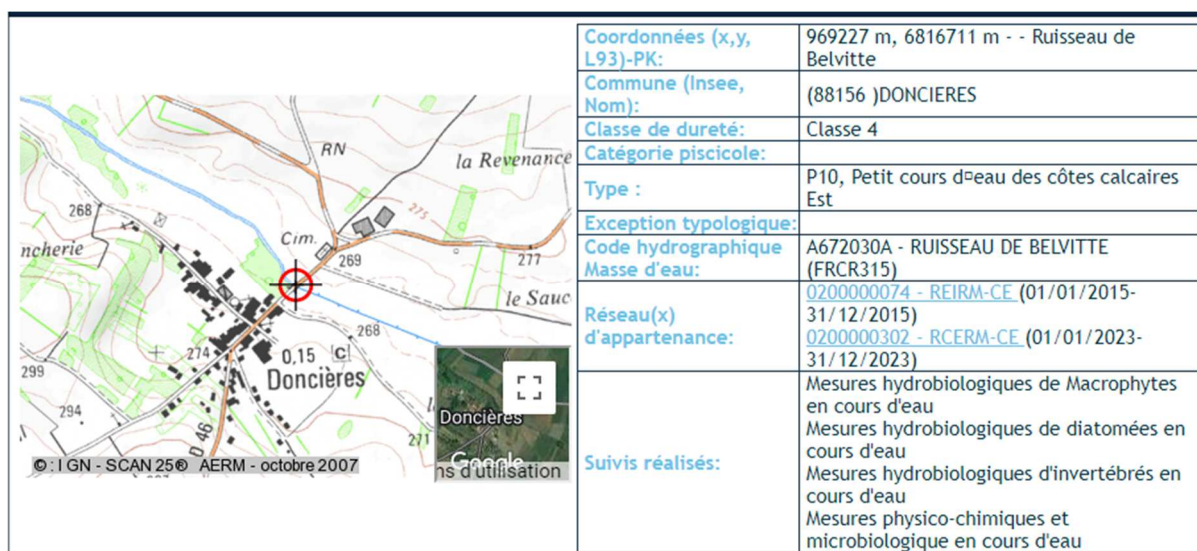 Coordonnées (x,y, L93)-PK:
969227 m, 6816711 m - - Ruisseau de
Belvitte
Commune (Insee, Nom):
(88156 )DONCIERES
Classe de dureté:
Classe 4
Catégorie piscicole:
Type :
P10, Petit cours d¤eau des côtes calcaires
Est
Exception typologique:
Code hydrographique
Masse d'eau:
A672030A - RUISSEAU DE BELVITTE
(FRCR315)
Réseau(x)
d'appartenance:
0200000074 - REIRM-CE (01/01/2015-
31/12/2015)
0200000302 - RCERM-CE (01/01/2023-
31/12/2023)
Suivis réalisés:
Mesures hydrobiologiques de Macrophytes
en cours d'eau
Mesures hydrobiologiques de diatomées en
cours d'eau
Mesures hydrobiologiques d'invertébrés en
cours d'eau
Mesures physico-chimiques et
microbiologique en cours d'eau
RN
la Revenance
268
275
ncherie
Cim.
269
277
le Sauc
268
274
0,15
C
299
Doncières
294
D 46
271
Doncières
Google
ns d'utilisation
© : IGN - SCAN 25® AERM - octobre 2007